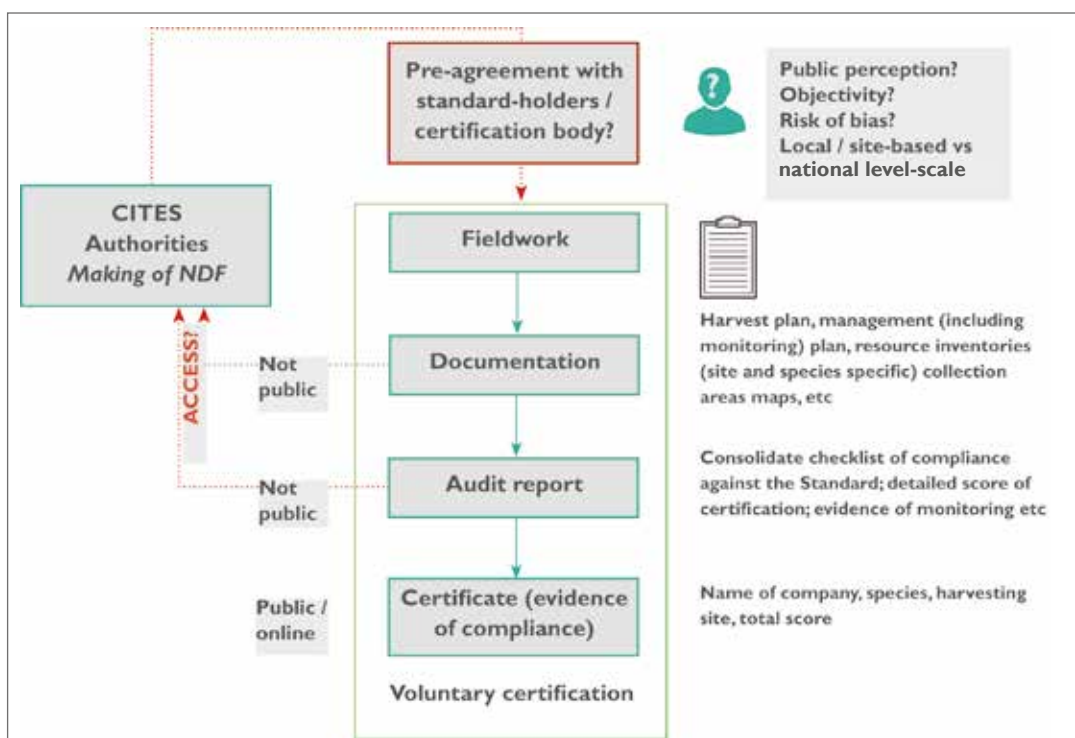 Pre-agreement with
standard-holders /
certification body?
?
Public perception?
Objectivity?
Risk of bias?
Local / site-based vs
national level-scale
CITES
Authorities
Making of NDF
Fieldwork
ACCESS?
Not
public
Documentation
Harvest plan, management (including
monitoring) plan, resource inventories
(site and species specific) collection
areas maps, etc
Not
public
Audit report
Consolidate checklist of compliance
against the Standard; detailed score of
certification; evidence of monitoring etc
Public /
online
Certificate (evidence
of compliance)
Name of company, species, harvesting
site, total score
Voluntary certification